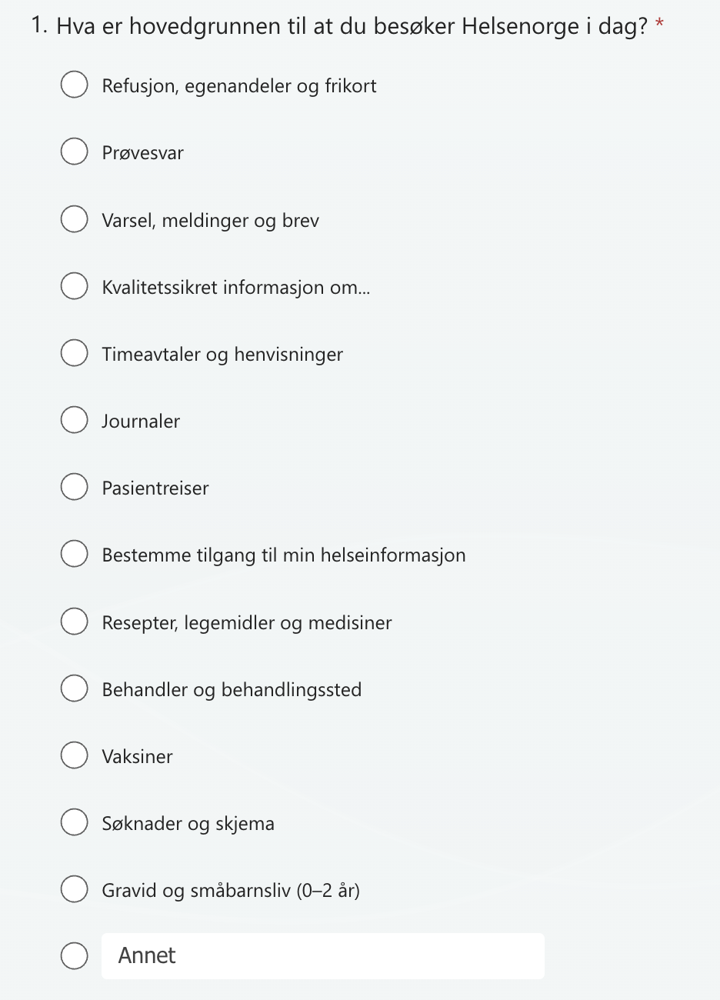 1. Hva er hovedgrunnen til at du besøker Helsenorge i dag? *
Refusjon, egenandeler og frikort
Prøvesvar
Varsel, meldinger og brev
Kvalitetssikret informasjon om...
Timeavtaler og henvisninger
Journaler
Pasientreiser
Bestemme tilgang til min helseinformasjon
Resepter, legemidler og medisiner
Behandler og behandlingssted
Vaksiner
Søknader og skjema
Gravid og småbarnsliv (0–2 år)
Annet